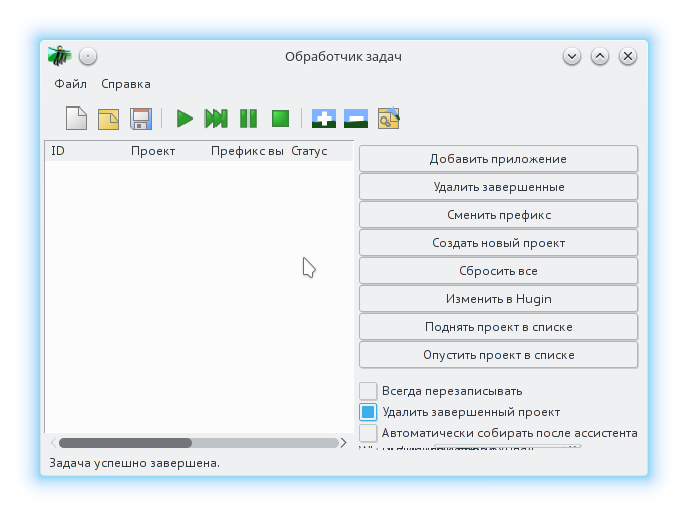 Обработчик задач
Файл Справка
ID Проект Префикс вы Статус
Добавить приложение
Удалить завершенные
Сменить префикс
Создать новый проект
Сбросить все
Изменить в Hugin
Поднять проект в списке
Опустить проект в списке
Всегда перезаписывать
Удалить завершенный проект
Автоматически собирать после ассистента
Задача успешно завершена.